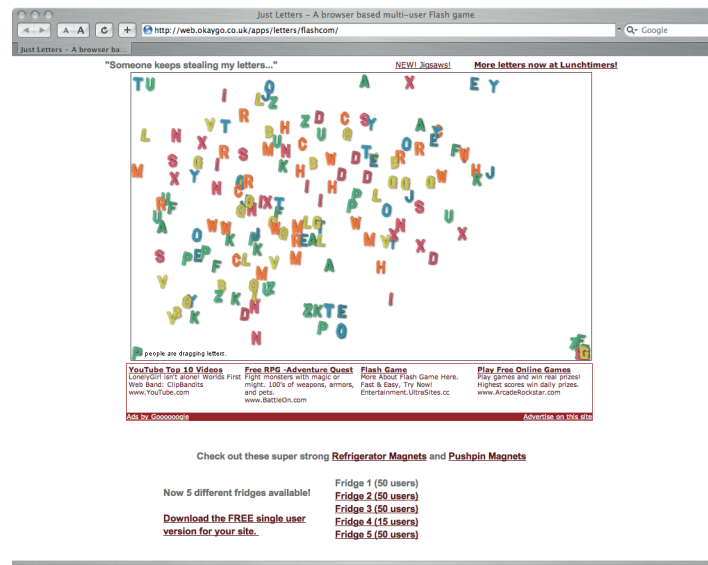 Just Letters – A browser based multi-user Flash game
A A
http://web.okaygo.co.uk/apps/letters/flashcom/
Google
Just Letters – A browser ba...
"Someone keeps stealing my letters..."
NEW! Jigsaws!
More letters now at Lunchtimers!
people are dragging letters.
YouTube Top 10 Videos
LonelyGirl isn't alone! Worlds First
Web Band: ClipBandits
www.YouTube.com
Free RPG -Adventure Quest
Fight monsters with magic or
might. 100's of weapons, armors,
and pets.
www.BattleOn.com
Flash Game
More About Flash Game Here.
Fast & Easy, Try Now!
Entertainment.UltraSites.cc
Play Free Online Games
Play games and win real prizes!
Highest scores win daily prizes.
www.ArcadeRockstar.com
Ads by Goooooogle
Advertise on this site
Check out these super strong Refrigerator Magnets and Pushpin Magnets
Now 5 different fridges available!
Download the FREE single user
version for your site.
Fridge 1 (50 users)
Fridge 2 (50 users)
Fridge 3 (50 users)
Fridge 4 (15 users)
Fridge 5 (50 users)